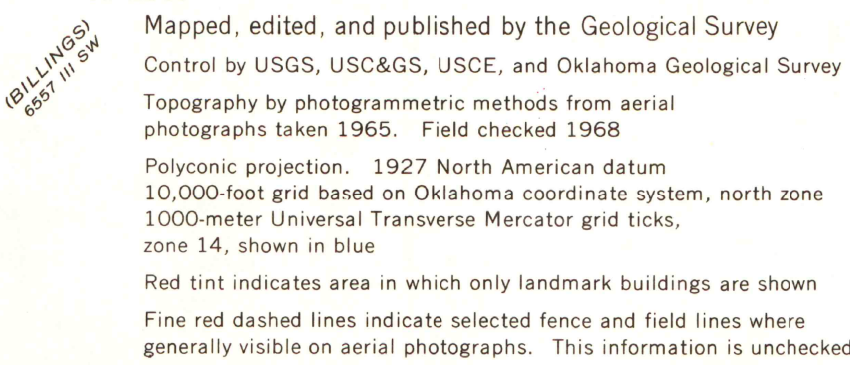 (BILLINGS)
6557 III SW
Mapped, edited, and published by the Geological Survey
Control by USGS, USC&GS, USCE, and Oklahoma Geological Survey
Topography by photogrammetric methods from aerial
photographs taken 1965. Field checked 1968
Polyconic projection. 1927 North American datum
10,000-foot grid based on Oklahoma coordinate system, north zone
1000-meter Universal Transverse Mercator grid ticks,
zone 14, shown in blue
Red tint indicates area in which only landmark buildings are shown
Fine red dashed lines indicate selected fence and field lines where
generally visible on aerial photographs. This information is unchecked